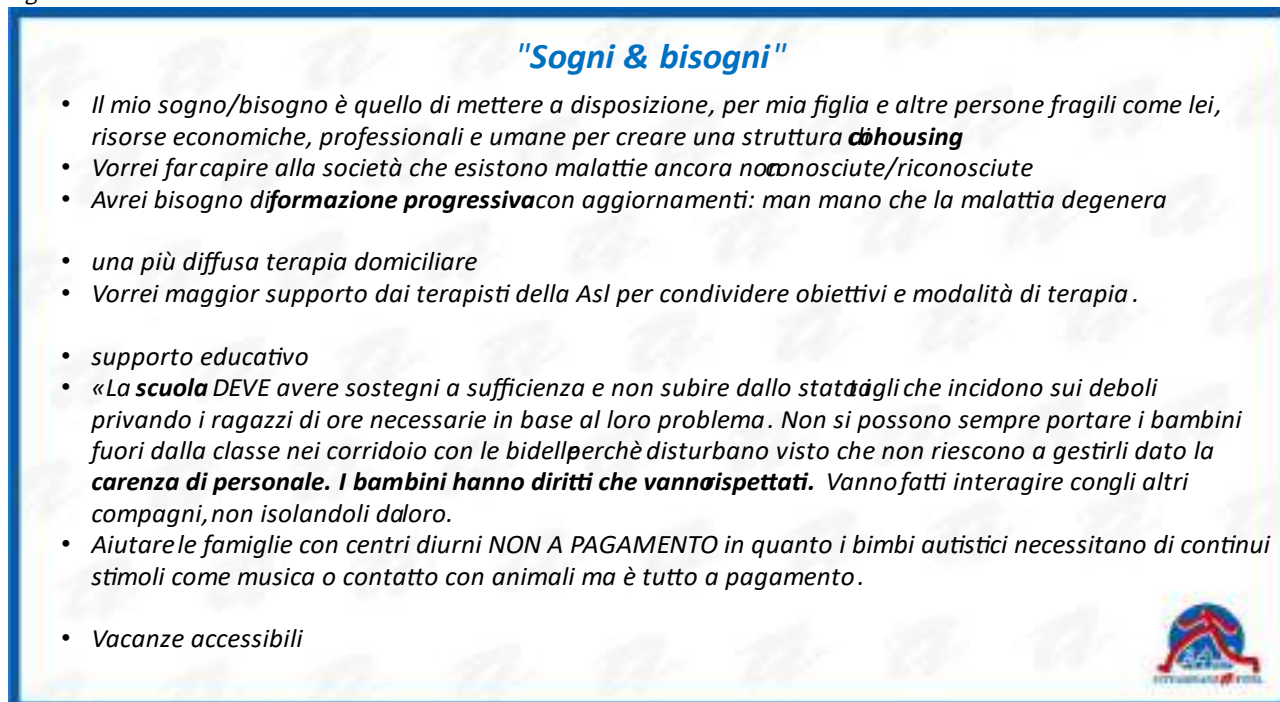 "Sogni & bisogni"
• Il mio sogno/bisogno è quello di mettere a disposizione, per mia figlia e altre persone fragili come lei,
risorse economiche, professionali e umane per creare una struttura di cohousing
• Vorrei far capire alla società che esistono malattie ancora non conosciute/riconosciute
• Avrei bisogno di formazione progressiva con aggiornamenti: man mano che la malattia degenera
• una più diffusa terapia domiciliare
• Vorrei maggior supporto dai terapisti della Asl per condividere obiettivi e modalità di terapia.
• supporto educativo
• «La scuola DEVE avere sostegni a sufficienza e non subire dallo stato tagli che incidono sui deboli
privando i ragazzi di ore necessarie in base al loro problema. Non si possono sempre portare i bambini
fuori dalla classe nei corridoio con le bidelle perchè disturbano visto che non riescono a gestirli dato la
carenza di personale. I bambini hanno diritti che vanno rispettati. Vanno fatti interagire con gli altri
compagni, non isolandoli da loro.
• Aiutare le famiglie con centri diurni NON A PAGAMENTO in quanto i bimbi autistici necessitano di continui
stimoli come musica o contatto con animali ma è tutto a pagamento.
• Vacanze accessibili